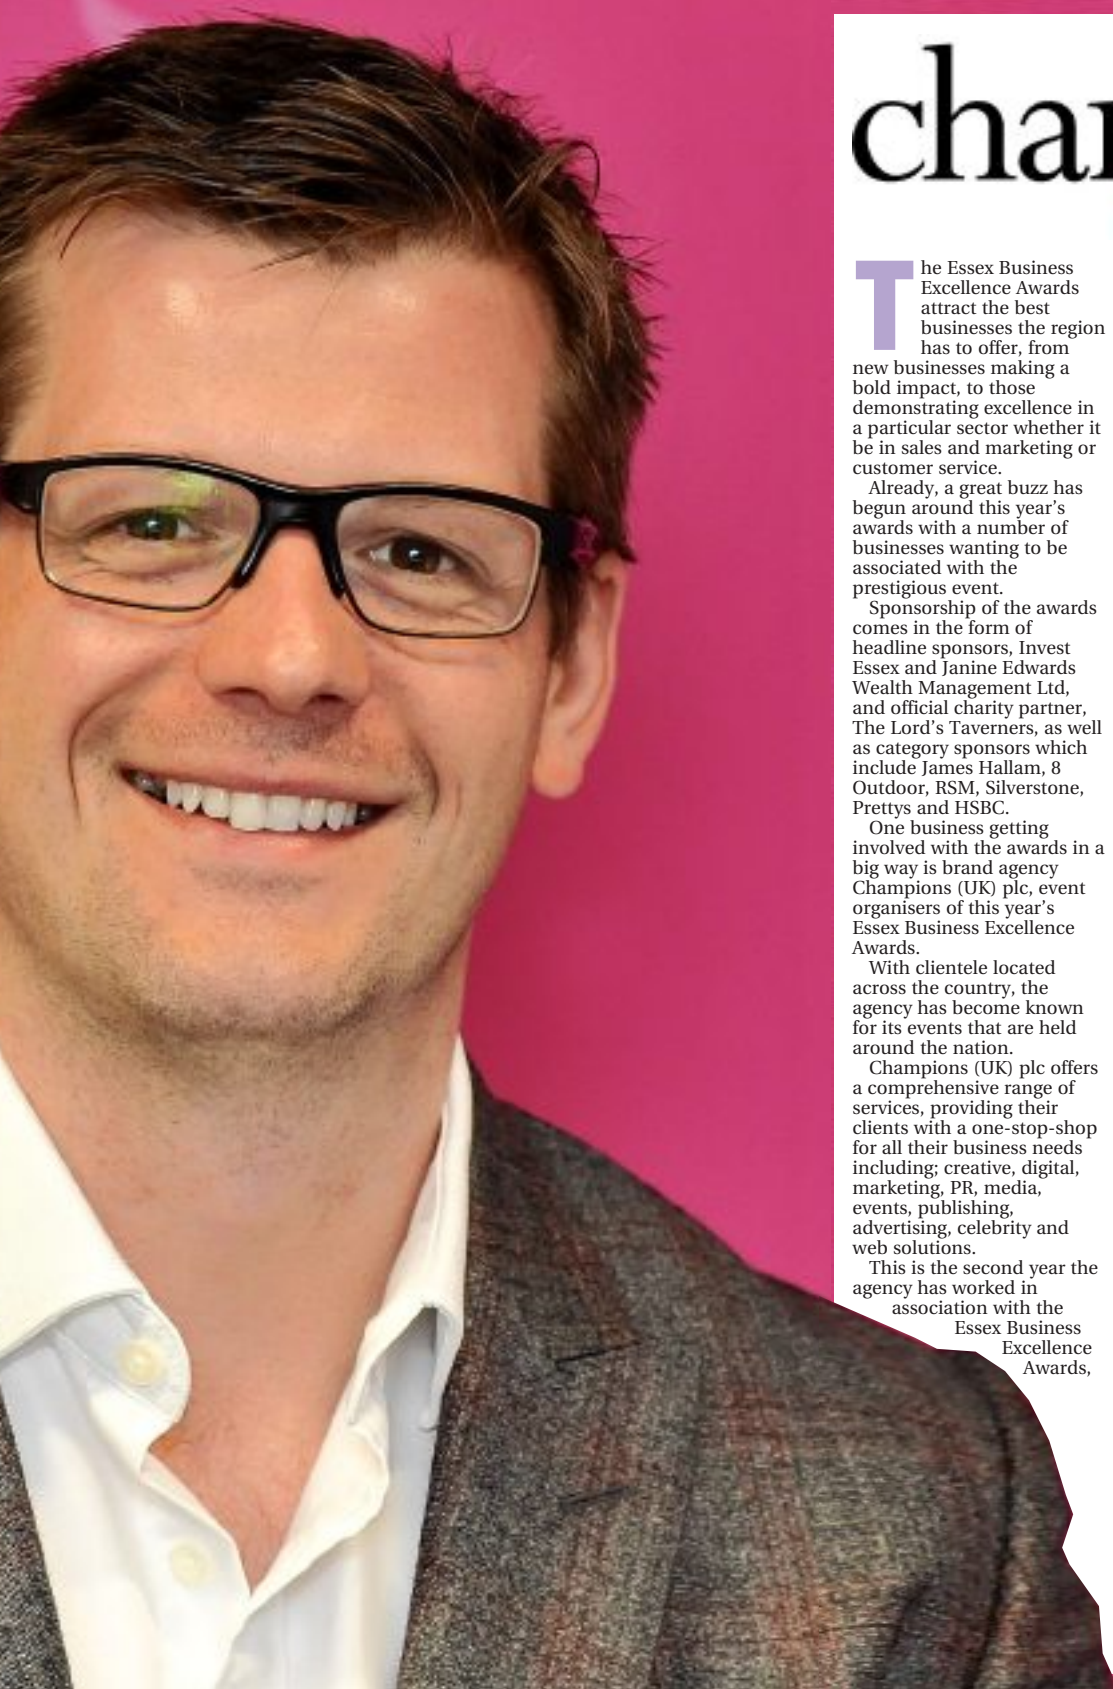 The Essex Business
Excellence Awards
attract the best
businesses the region
has to offer, from
new businesses making a
bold impact, to those
demonstrating excellence in
a particular sector whether it
be in sales and marketing or
customer service.
Already, a great buzz has
begun around this year’s
awards with a number of
businesses wanting to be
associated with the
prestigious event.
Sponsorship of the awards
comes in the form of
headline sponsors, Invest
Essex and Janine Edwards
Wealth Management Ltd,
and official charity partner,
The Lord’s Taverners, as well
as category sponsors which
include James Hallam, 8
Outdoor, RSM, Silverstone,
Prettys and HSBC.
One business getting
involved with the awards in a
big way is brand agency
Champions (UK) plc, event
organisers of this year’s
Essex Business Excellence
Awards.
With clientele located
across the country, the
agency has become known
for its events that are held
around the nation.
Champions (UK) plc offers
a comprehensive range of
services, providing their
clients with a one-stop-shop
for all their business needs
including; creative, digital,
marketing, PR, media,
events, publishing,
advertising, celebrity and
web solutions.
This is the second year the
agency has worked in
association with the
Essex Business
Excellence
Awards,